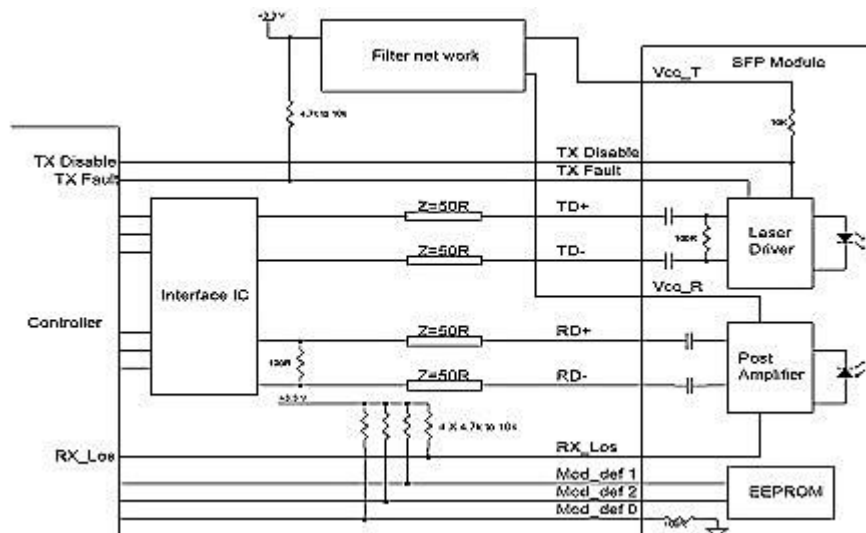 +3.3V
Filter net work
SFP Module
Vcc_T
4.7k to 10k
10K
TX Disable
TX Disable
TX Fault
TX Fault
Z=50R
TD+
Laser
Driver
100R
Z=50R
TD-
Interface IC
Vcc_R
Controller
Z=50R
RD+
Post
Amplifier
Z=50R
RD-
+3.3V
4 X 4.7k to 10k
RX_Los
RX_Los
Mod_def 1
EEPROM
Mod_def 2
Mod_def 0